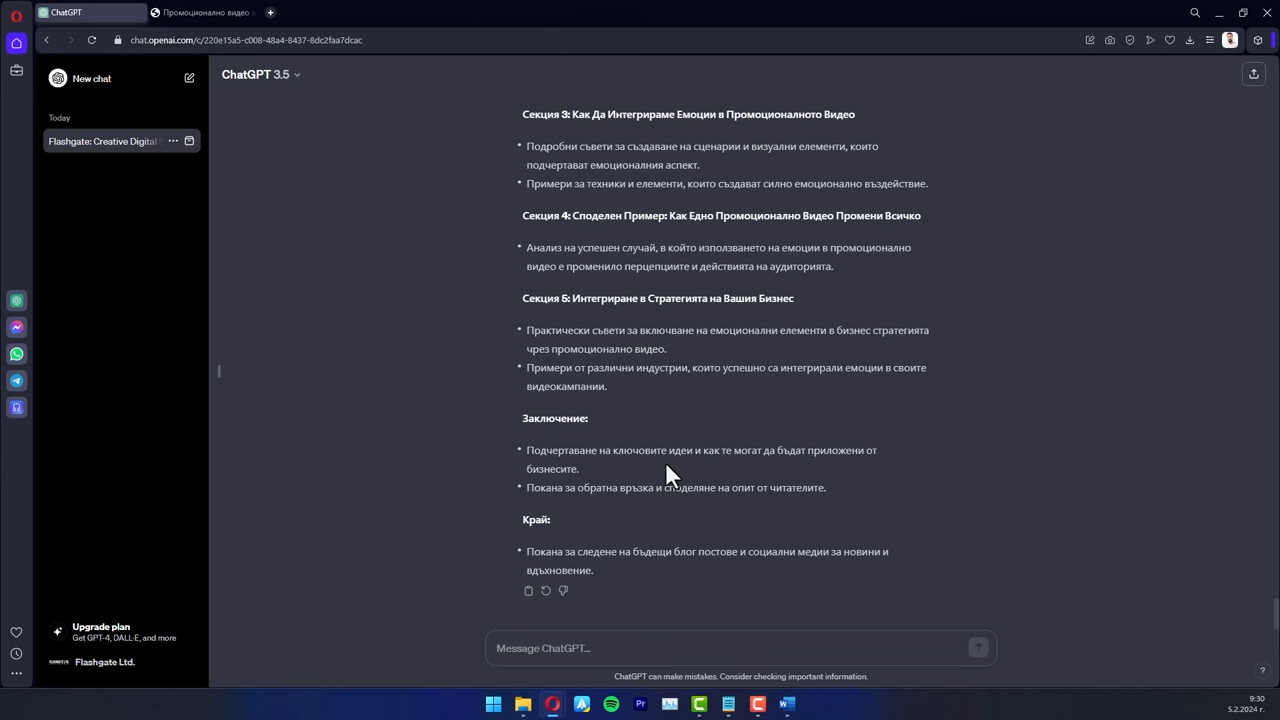 ChatGPT
Промоционално видео
chat.openai.com/c/220e15a5-c008-48a4-8437-8dc2faa7dcac
New chat
ChatGPT 3.5
Today
Flashgate: Creative Digital
Секция 3: Как Да Интегрираме Емоции в Промоционалното Видео
Подробни съвети за създаване на сценарии и визуални елементи, които
подчертават емоционалния аспект.
Примери за техники и елементи, които създават силно емоционално въздействие.
Секция 4: Споделен Пример: Как Едно Промоционално Видео Промени Всичко
Анализ на успешен случай, в който използването на емоции в промоционално
видео е променило перцепциите и действията на аудиторията.
Секция 5: Интегриране в Стратегията на Вашия Бизнес
Практически съвети за включване на емоционални елементи в бизнес стратегията
чрез промоционално видео.
Примери от различни индустрии, които успешно са интегрирали емоции в своите
видеокампании.
Заключение:
Подчертаване на ключовите идеи и как те могат да бъдат приложени от
бизнесите.
Покана за обратна връзка и споделяне на опит от читателите.
Край:
Покана за следене на бъдещи блог постове и социални медии за новини и
вдъхновение.
Upgrade plan
Get GPT-4, DALL·E, and more
Flashgate Ltd.
Message ChatGPT...
ChatGPT can make mistakes. Consider checking important information.
?
Pr
9:30
5.2.2024 г.